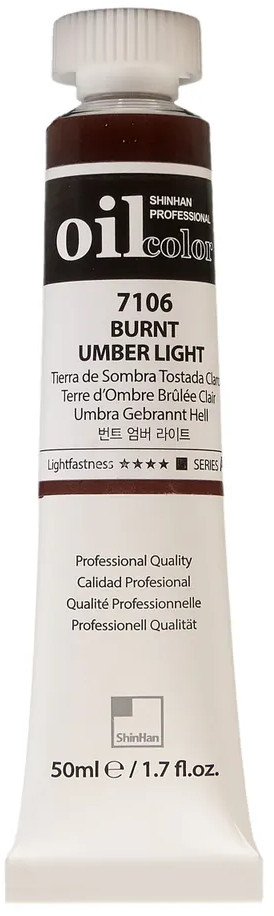 SHINHAN
PROFESSIONAL
oil color
7106
BURNT
UMBER LIGHT
Tierra de Sombra Tostada Claro
Terre d'Ombre Brûlée Clair
Umbra Gebrannt Hell
번트 엄버 라이트
Lightfastness ★★★★ SERIES A
Professional Quality
Calidad Profesional
Qualité Professionnelle
Professionell Qualität
ShinHan
50ml ℮ / 1.7 fl.oz.